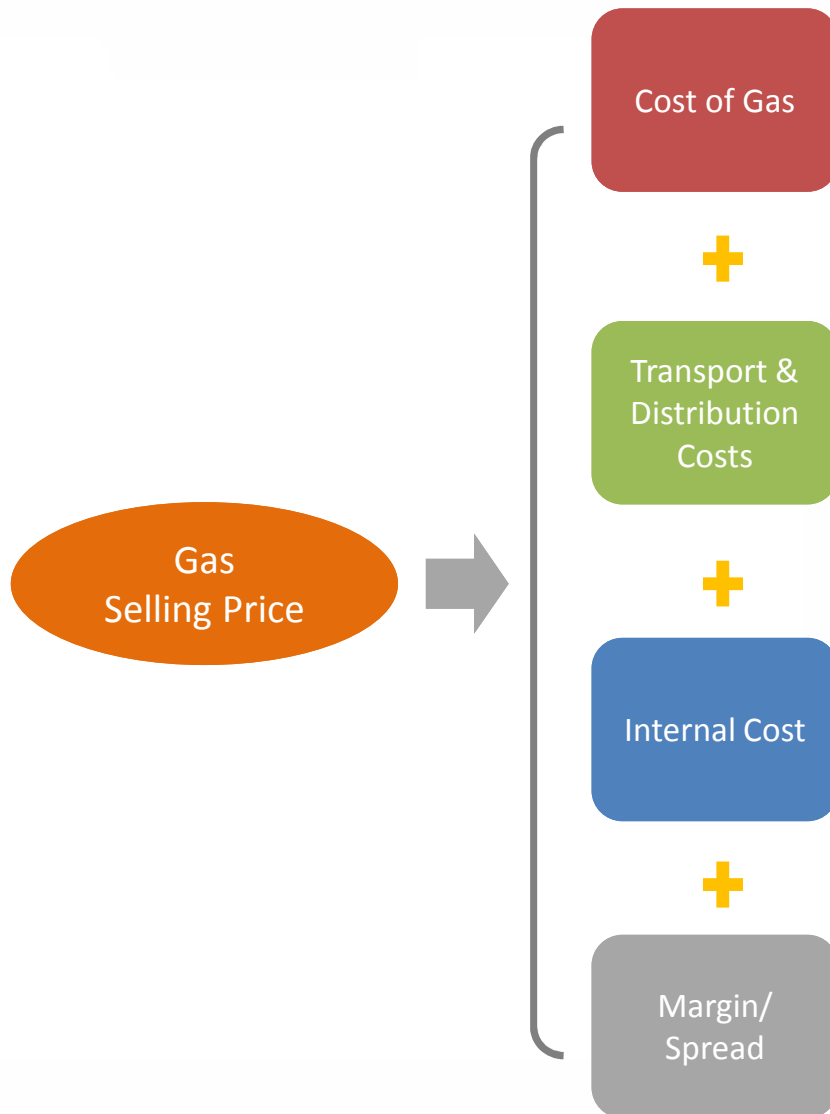 Cost of Gas
Transport &
Distribution
Costs
Gas
Selling Price
Internal Cost
Margin/
Spread